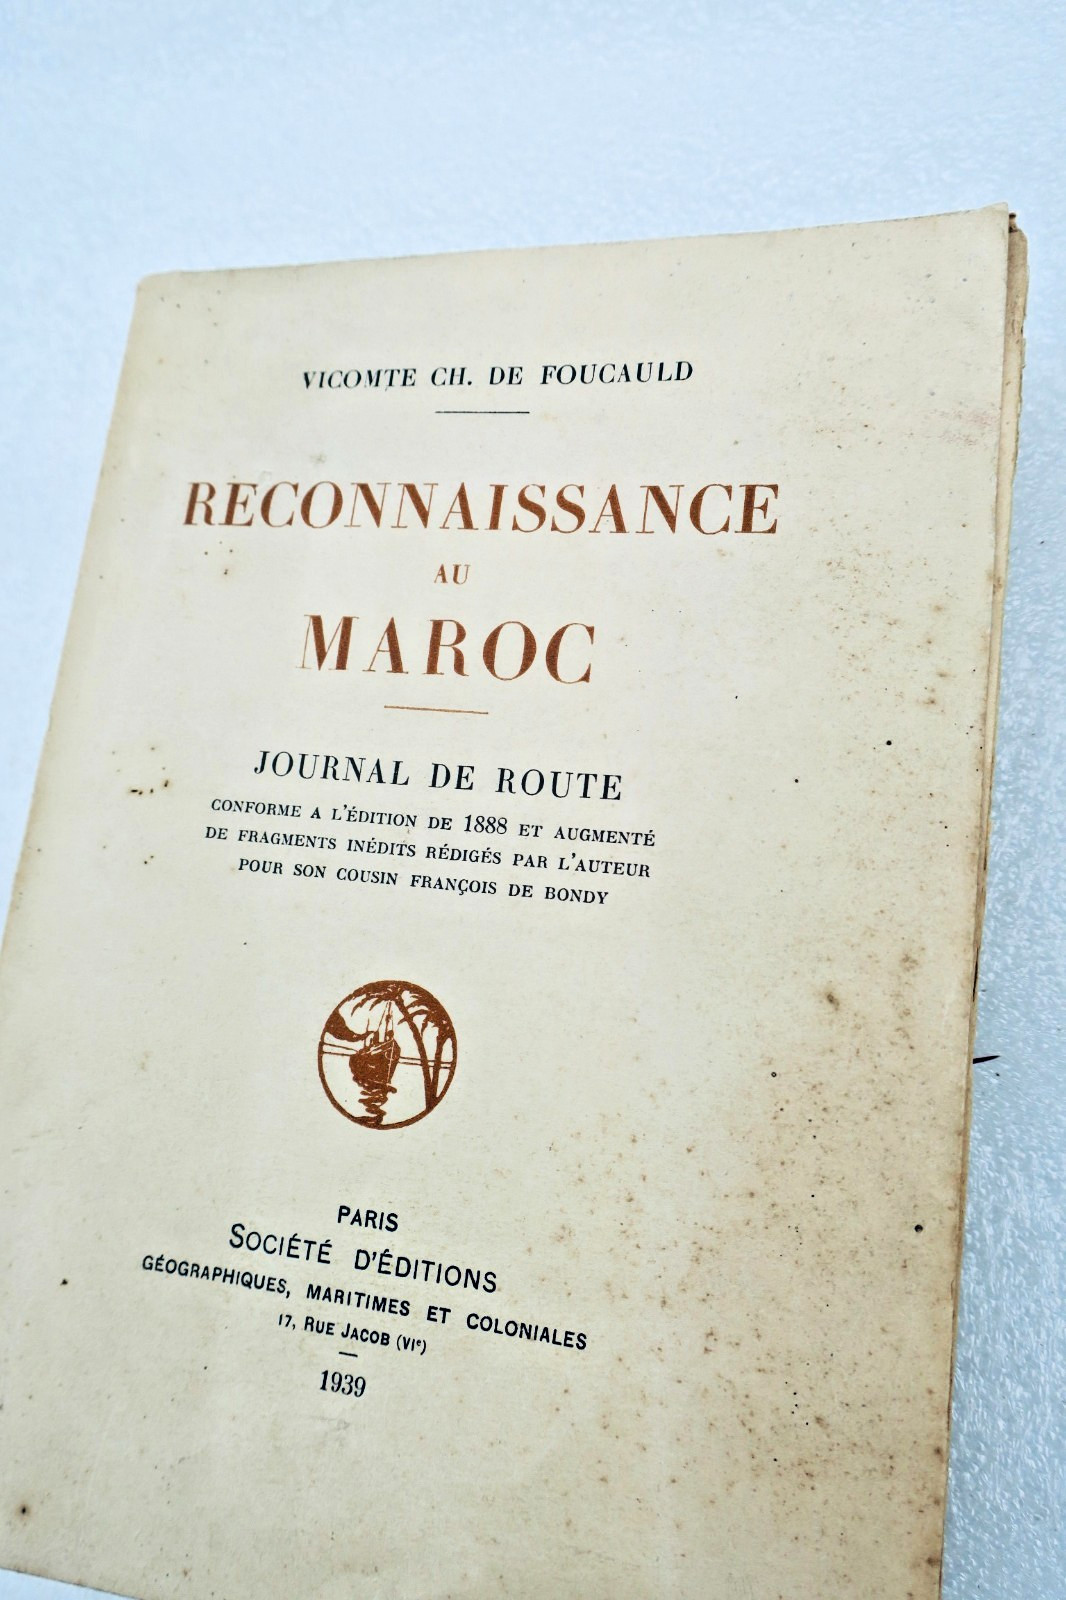 VICOMTE CH. DE FOUCAULD
RECONNAISSANCE
AU
MAROC
JOURNAL DE ROUTE
CONFORME A L'ÉDITION DE 1888 ET AUGMENTÉ
DE FRAGMENTS INÉDITS RÉDIGÉS PAR L'AUTEUR
POUR SON COUSIN FRANÇOIS DE BONDY
PARIS
SOCIÉTÉ D'ÉDITIONS
GÉOGRAPHIQUES, MARITIMES ET COLONIALES
17, RUE JACOB (VIe)
1939